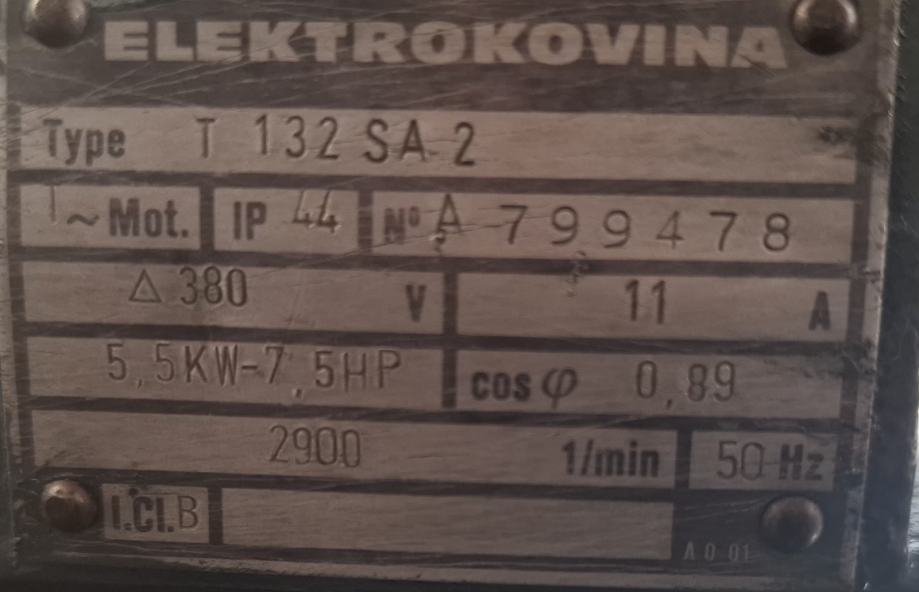 ELEKTROKOVINA
Type T 132 SA-2
~ Mot. IP 44 Nº A 799478
△ 380 V 11 A
5,5KW-7,5HP cos φ 0,89
2900 1/min 50 Hz
I.Cl. B
A 0 01